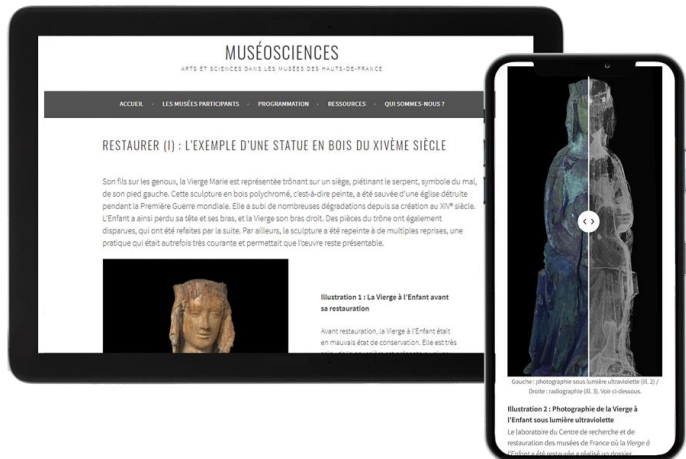 MUSÉOSCIENCES
ARTS ET SCIENCES DANS LES MUSÉES DES HAUTS-DE-FRANCE
ACCUEIL LES MUSÉES PARTICIPANTS PROGRAMMATION RESSOURCES QUI SOMMES-NOUS ?
RESTAURER (I) : L'EXEMPLE D'UNE STATUE EN BOIS DU XIVÈME SIÈCLE
Son fils sur les genoux, la Vierge Marie est représentée trônant sur un siège, piétinant le serpent, symbole du mal,
de son pied gauche. Cette sculpture en bois polychromé, c'est-à-dire peinte, a été sauvée d'une église détruite
pendant la Première Guerre mondiale. Elle a subi de nombreuses dégradations depuis sa création au XIVe siècle.
L'Enfant a ainsi perdu sa tête et ses bras, et la Vierge son bras droit. Des pièces du trône ont également
disparues, qui ont été refaites par la suite. Par ailleurs, la sculpture a été repeinte à de multiples reprises, une
pratique qui était autrefois très courante et permettait que l'œuvre reste présentable.
Illustration 1 : La Vierge à l'Enfant avant
sa restauration
Avant restauration, la Vierge à l'Enfant était
en mauvais état de conservation. Elle est très
Gauche : photographie sous lumière ultraviolette (ill. 2) /
Droite : radiographie (ill. 3). Voir ci-dessous.
Illustration 2 : Photographie de la Vierge à
l'Enfant sous lumière ultraviolette
Le laboratoire du Centre de recherche et de
restauration des musées de France où la Vierge à
l'Enfant a été restaurée a réalisé un dossier